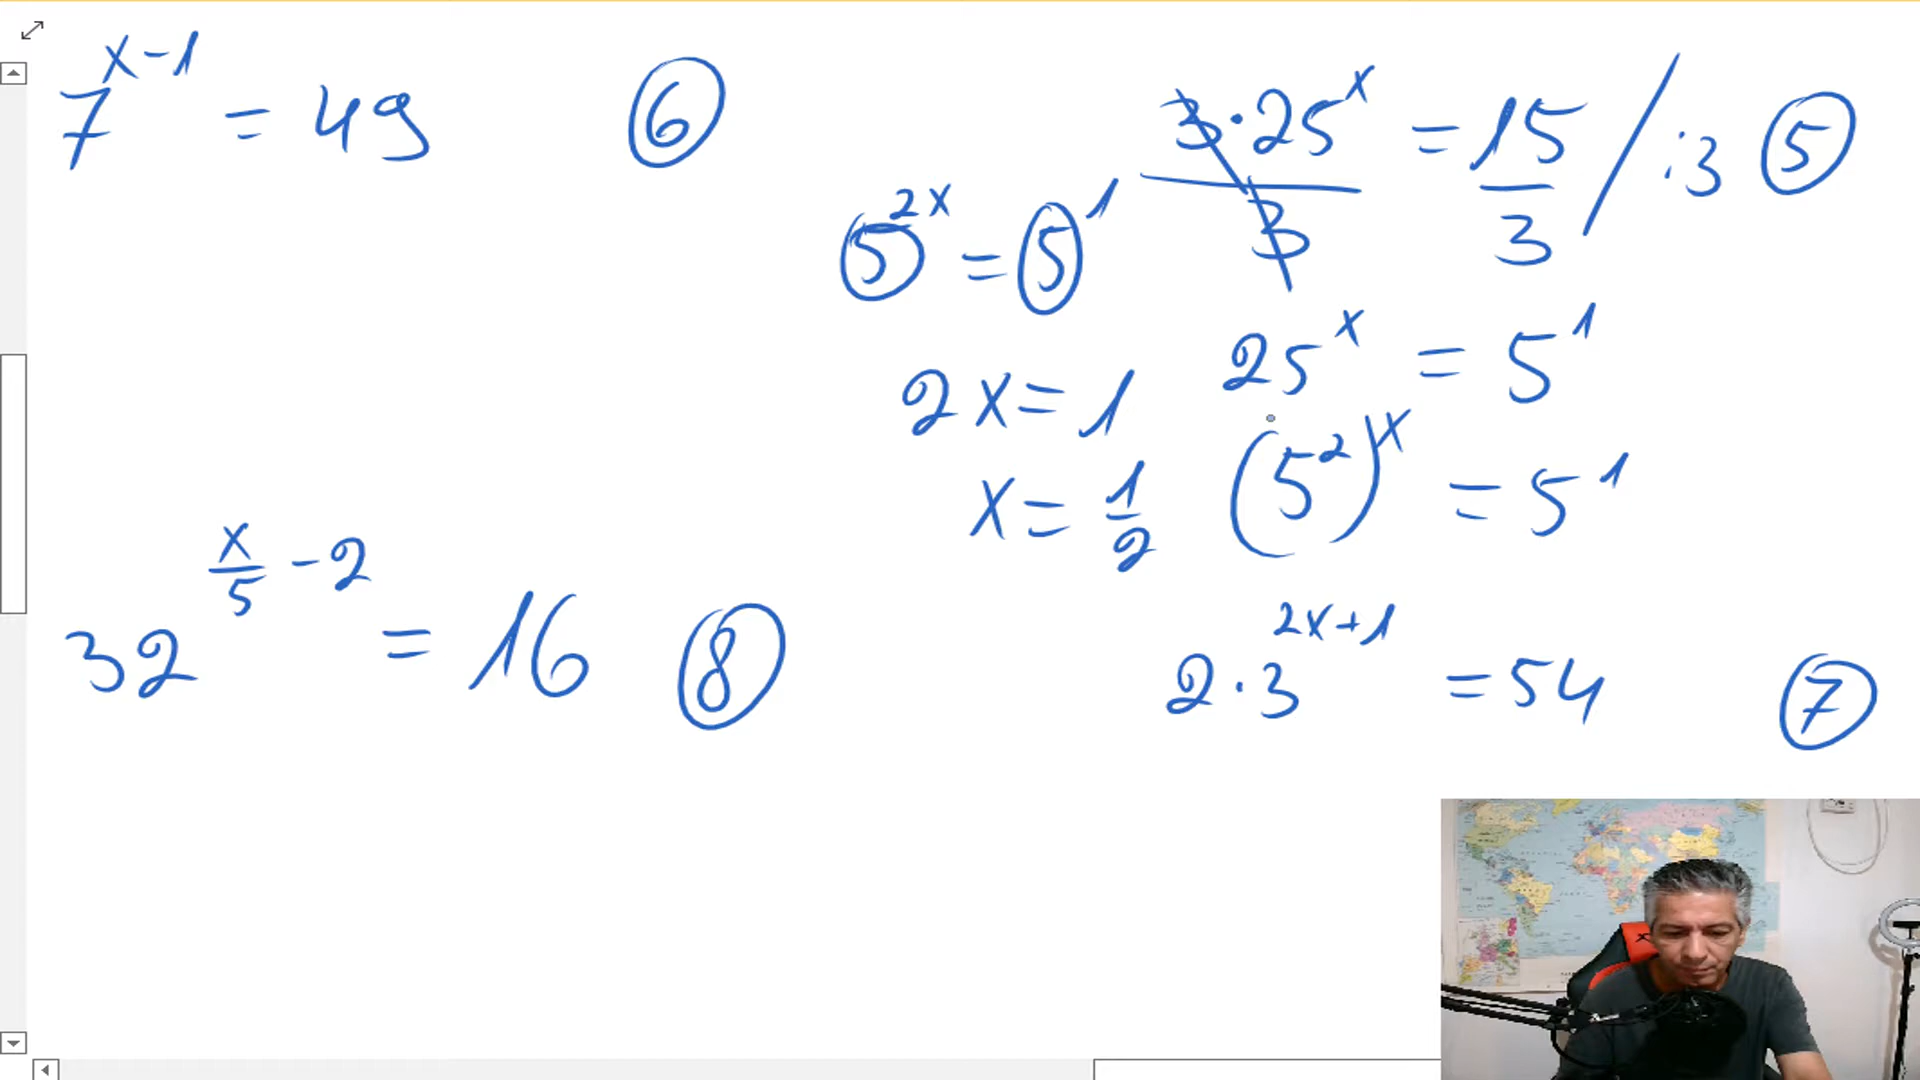 7^{x-1} = 49 ⑥
3·25^x / 3 = 15 / 3 / :3 ⑤
5^{2x} = 5^1
25^x = 5^1
2x = 1
(5^2)^x = 5^1
x = 1/2
32^{x/5 - 2} = 16 ⑧
2·3^{2x+1} = 54 ⑦